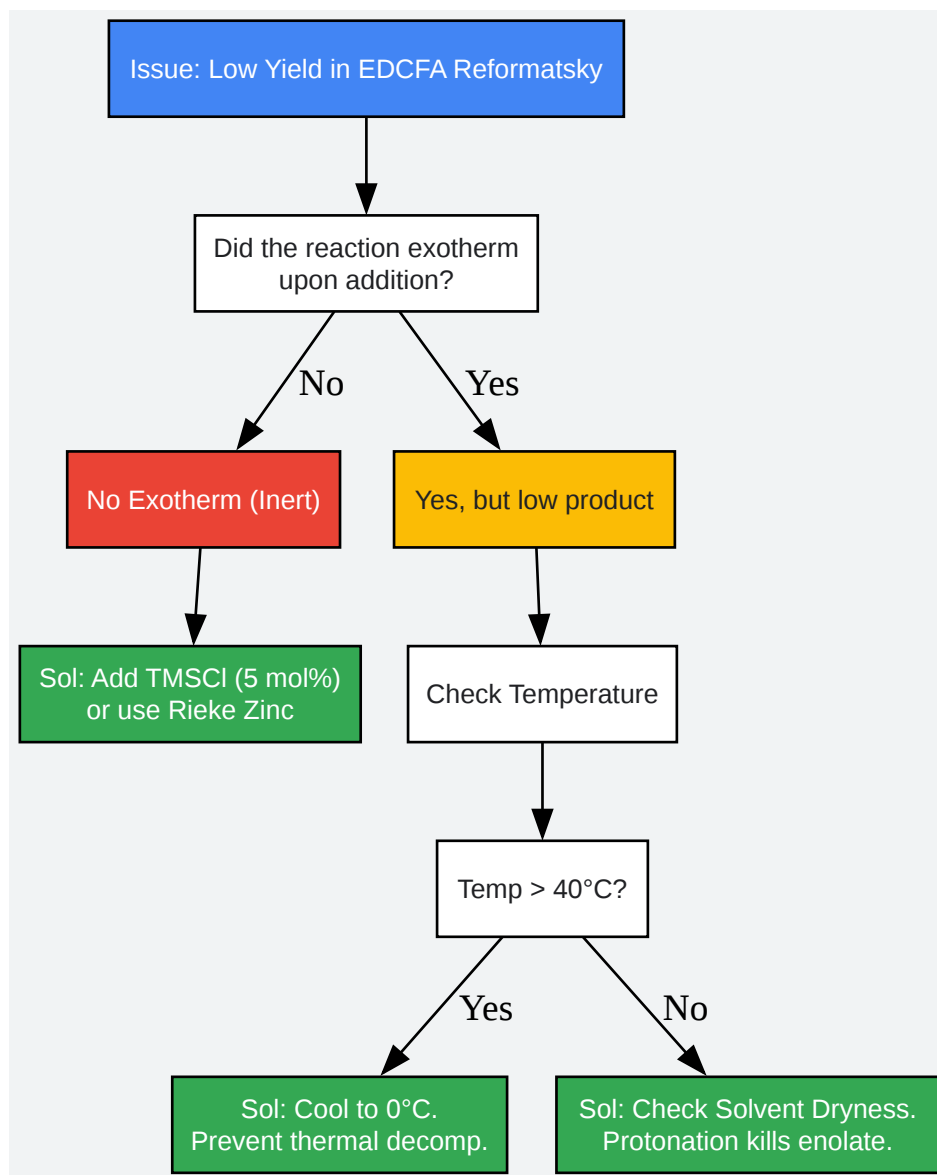 Issue: Low Yield in EDCFA Reformatsky
Did the reaction exotherm
upon addition?
No
Yes
No Exotherm (Inert)
Yes, but low product
Sol: Add TMSCl (5 mol%)
or use Rieke Zinc
Check Temperature
Temp > 40°C?
Yes
No
Sol: Cool to 0°C.
Prevent thermal decomp.
Sol: Check Solvent Dryness.
Protonation kills enolate.